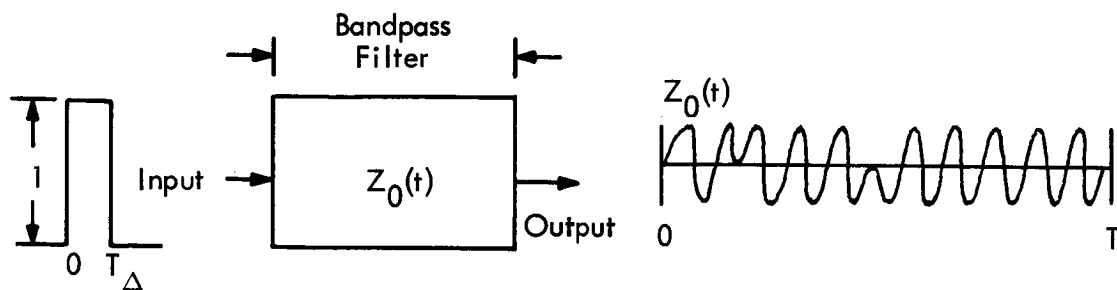 Bandpass
Filter
1
Input
Z0(t)
Output
0 TΔ
Z0(t)
0 T